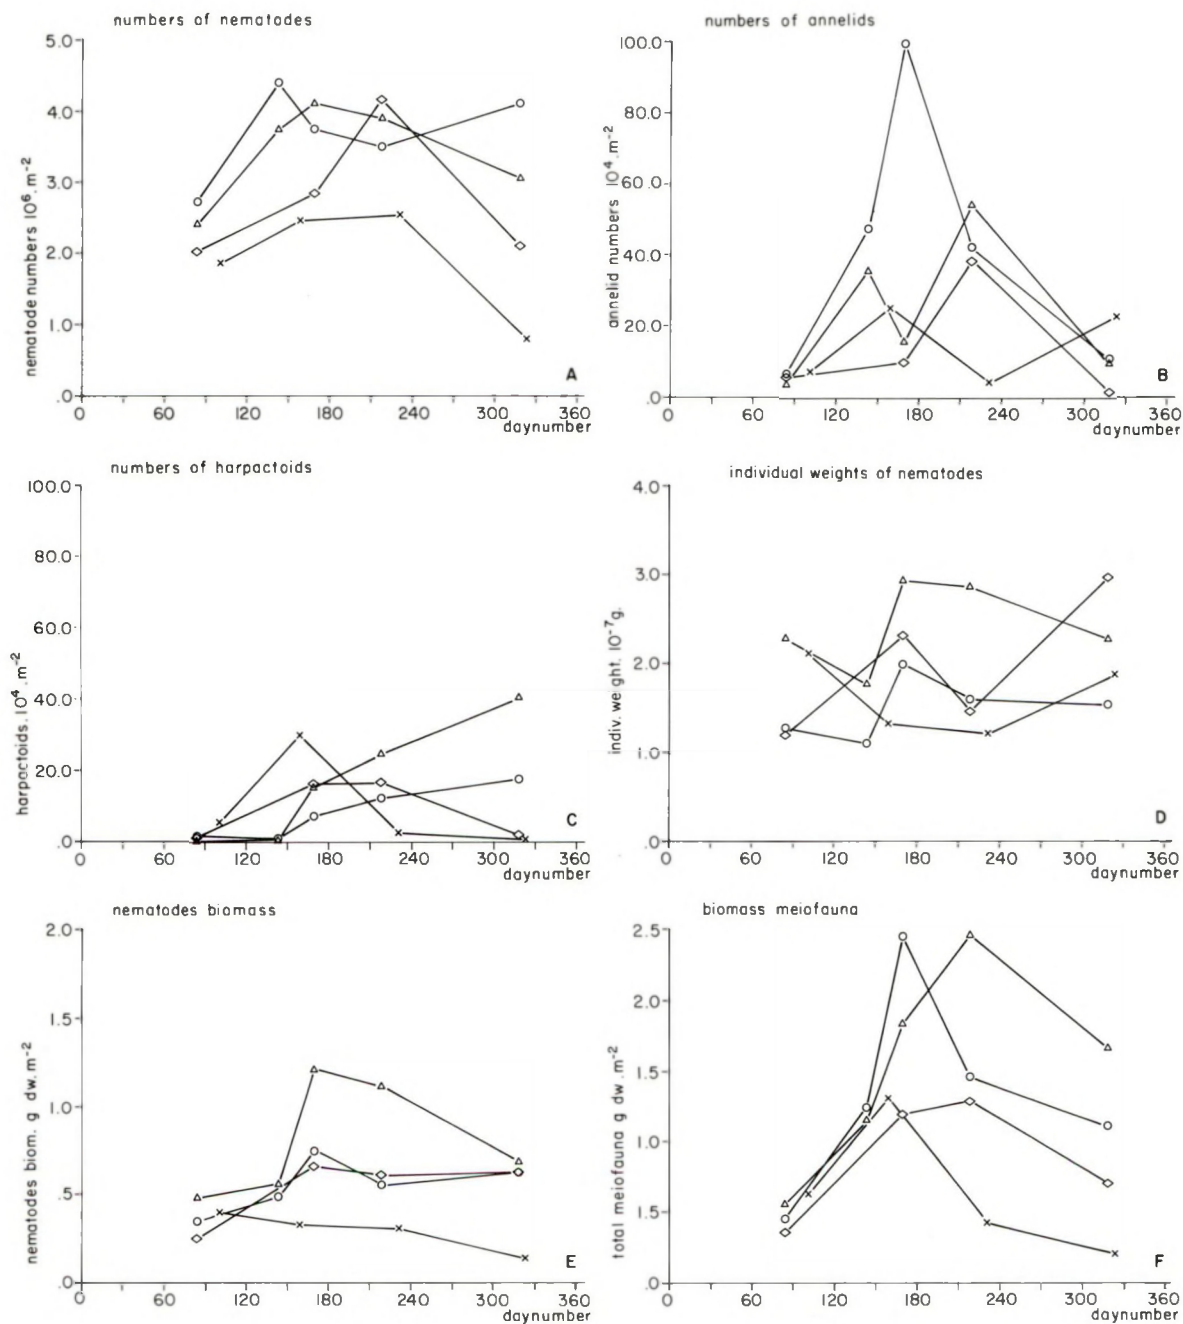 numbers of nematodes
nematode numbers 10⁶.m⁻²
5.0
4.0
3.0
2.0
1.0
.0
0 60 120 180 240 300 360
daynumber
A
numbers of annelids
annelid numbers 10⁴.m⁻²
100.0
80.0
60.0
40.0
20.0
.0
0 60 120 180 240 300 360
daynumber
B
numbers of harpactoids
harpactoids.10⁴.m⁻²
100.0
80.0
60.0
40.0
20.0
.0
0 60 120 180 240 300 360
daynumber
C
individual weights of nematodes
indiv. weight. 10⁻⁷g.
4.0
3.0
2.0
1.0
.0
0 60 120 180 240 300 360
daynumber
D
nematodes biomass
nematodes biom. g dw.m⁻²
2.0
1.5
1.0
.5
.0
0 60 120 180 240 300 360
daynumber
E
biomass meiofauna
total meiofauna g dw.m⁻²
2.5
2.0
1.5
1.0
1.5
.0
0 60 120 180 240 300 360
daynumber
F